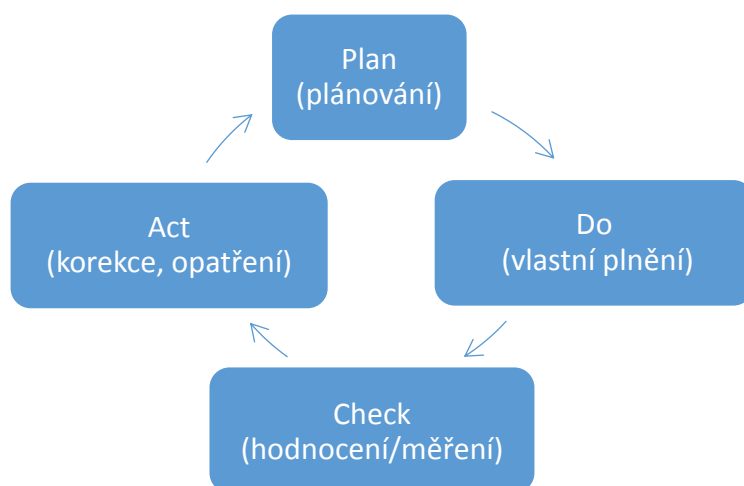 Plan
(plánování)
Do
(vlastní plnění)
Check
(hodnocení/měření)
Act
(korekce, opatření)